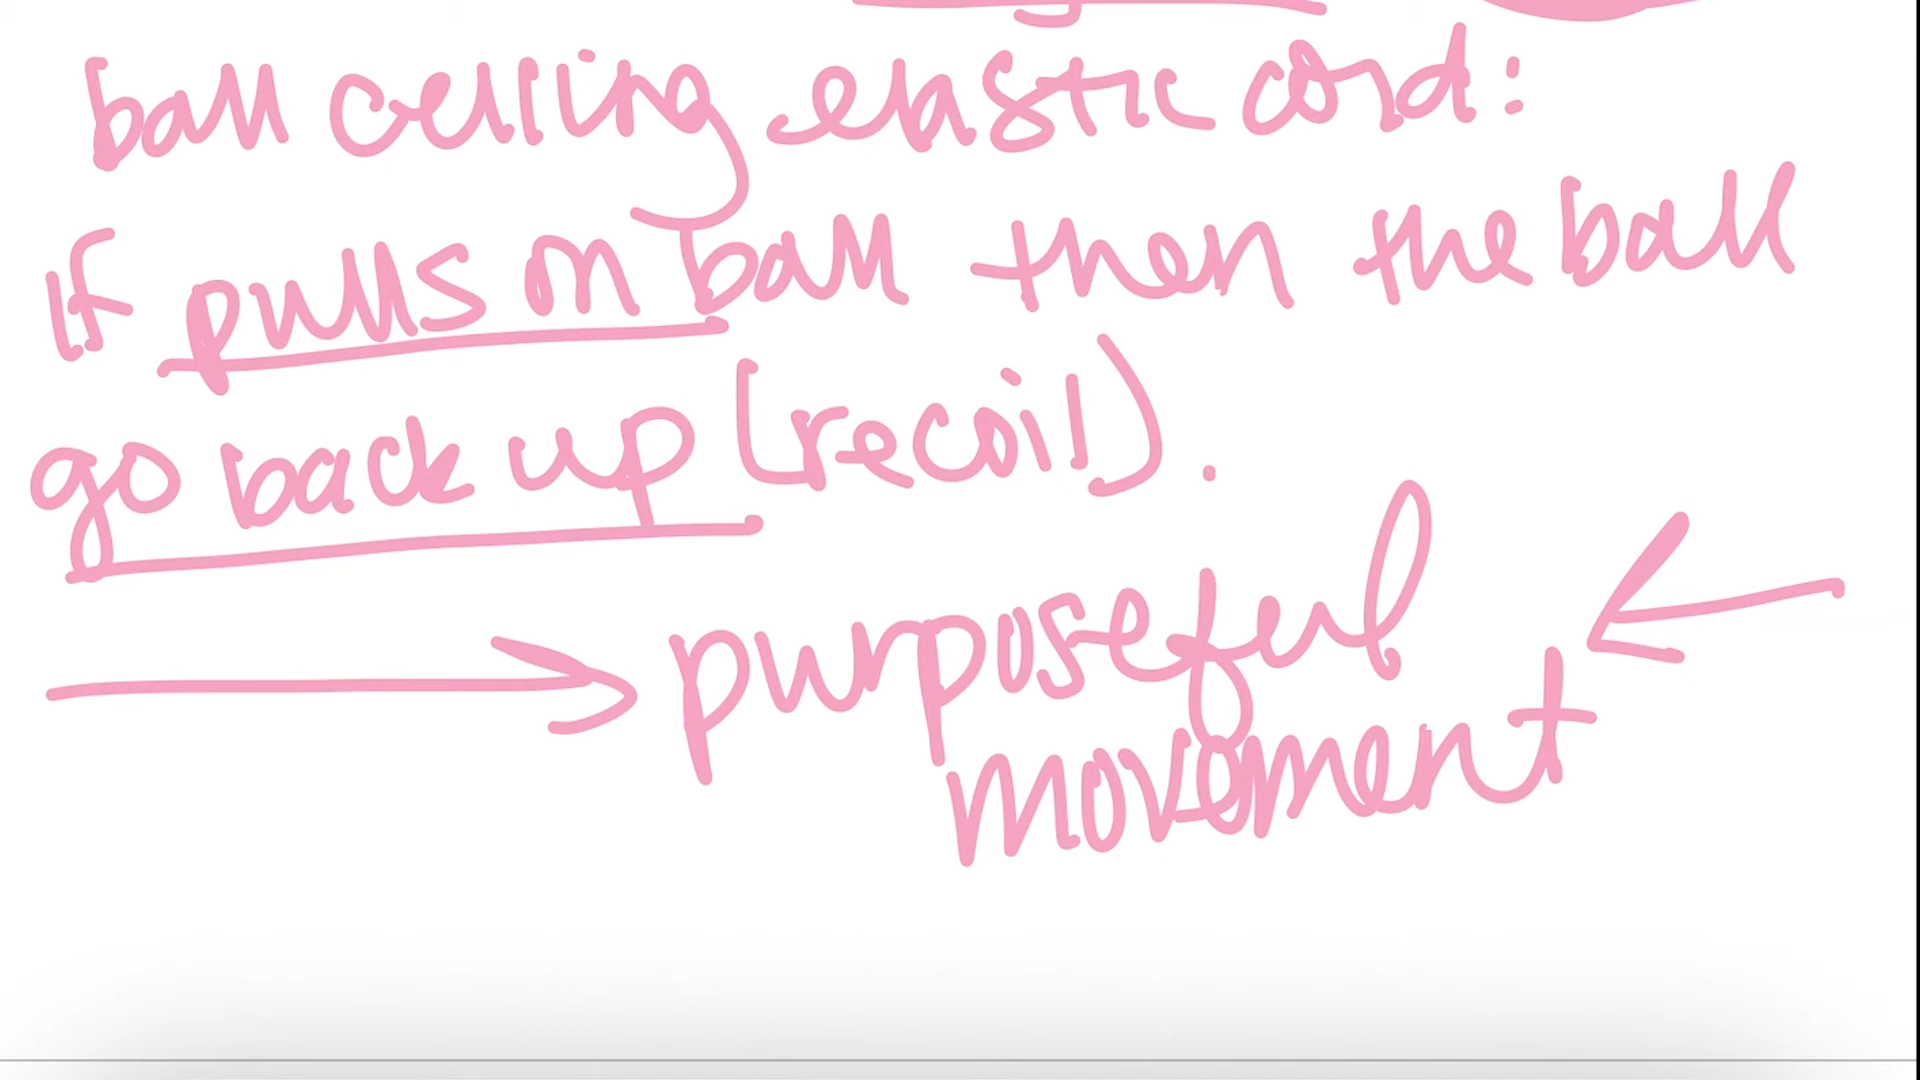 ball ceiling elastic cord:
If pulls on ball then the ball
go back up (recoil).
purposeful
movement